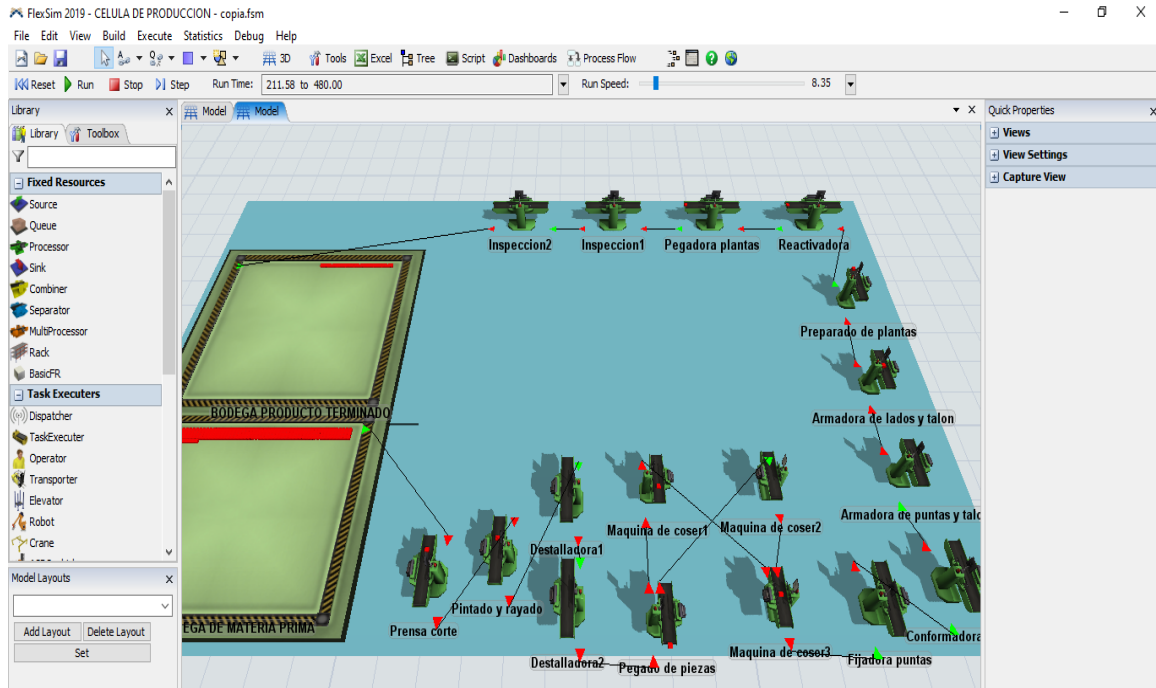 FlexSim 2019 - CELULA DE PRODUCCION - copia.fsm
File Edit View Build Execute Statistics Debug Help
3D Tools Excel Tree Script Dashboards Process Flow
Reset Run Stop Step Run Time: 211.58 to 480.00 Run Speed: 8.35
Library
Library Toolbox
Fixed Resources
Source
Queue
Processor
Sink
Combiner
Separator
MultiProcessor
Rack
BasicFR
Task Executers
Dispatcher
TaskExecuter
Operator
Transporter
Elevator
Robot
Crane
Model Layouts
Add Layout Delete Layout
Set
Model Model
Inspeccion2 Inspeccion1 Pegadora plantas Reactivadora
Preparado de plantas
Armadora de lados y talon
BODEGA PRODUCTO TERMINADO
Armadora de puntas y talo
Maquina de coser1 Maquina de coser2
Destalladora1
Pintado y rayado
Prensa corte
EGA DE MATERIA PRIMA
Conformadora
Maquina de coser3 Fijadora puntas
Destalladora2 Pegado de piezas
Quick Properties
Views
View Settings
Capture View